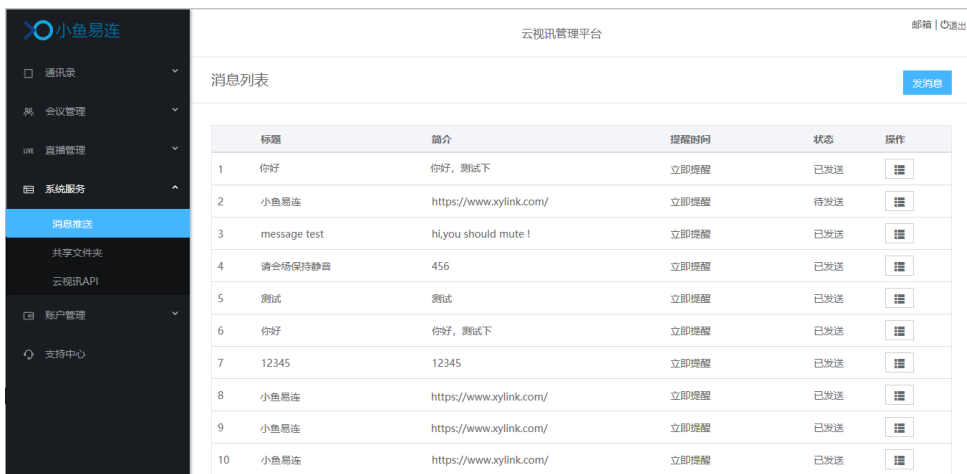 小鱼易连
云视讯管理平台
邮箱 | 退出
通讯录
会议管理
LIVE 直播管理
系统服务
消息推送
共享文件夹
云视讯API
账户管理
支持中心
消息列表
发消息
标题 简介 提醒时间 状态 操作
1 你好 你好，测试下 立即提醒 已发送
2 小鱼易连 https://www.xylink.com/ 立即提醒 待发送
3 message test hi,you should mute ! 立即提醒 已发送
4 请会场保持静音 456 立即提醒 已发送
5 测试 测试 立即提醒 已发送
6 你好 你好，测试下 立即提醒 已发送
7 12345 12345 立即提醒 已发送
8 小鱼易连 https://www.xylink.com/ 立即提醒 已发送
9 小鱼易连 https://www.xylink.com/ 立即提醒 已发送
10 小鱼易连 https://www.xylink.com/ 立即提醒 已发送